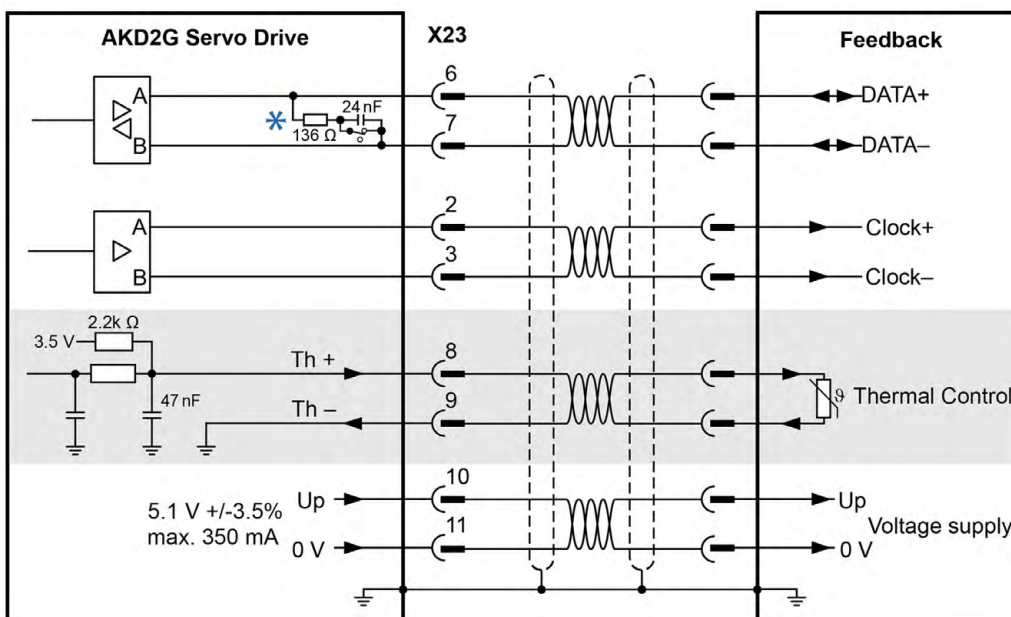 AKD2G Servo Drive
X23
Feedback
A
B
*
136 Ω
24 nF
6
7
DATA+
DATA–
A
B
2
3
Clock+
Clock–
2.2k Ω
3.5 V
47 nF
Th +
Th –
8
9
ϑ Thermal Control
5.1 V +/-3.5%
max. 350 mA
Up
0 V
10
11
Up
Voltage supply
0 V